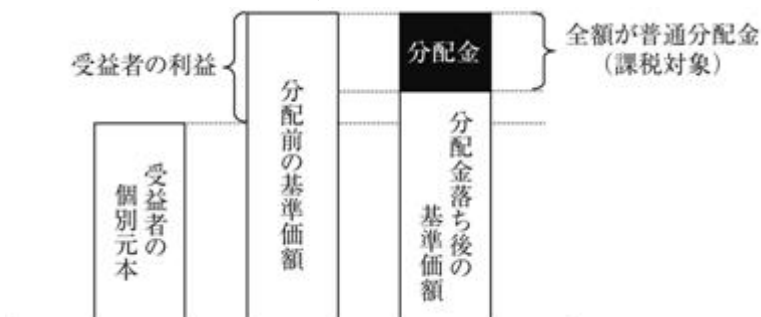 受益者の利益
分配前の基準価額
分配金
全額が普通分配金
（課税対象）
受益者の
個別元本
分配金落ち後の
基準価額